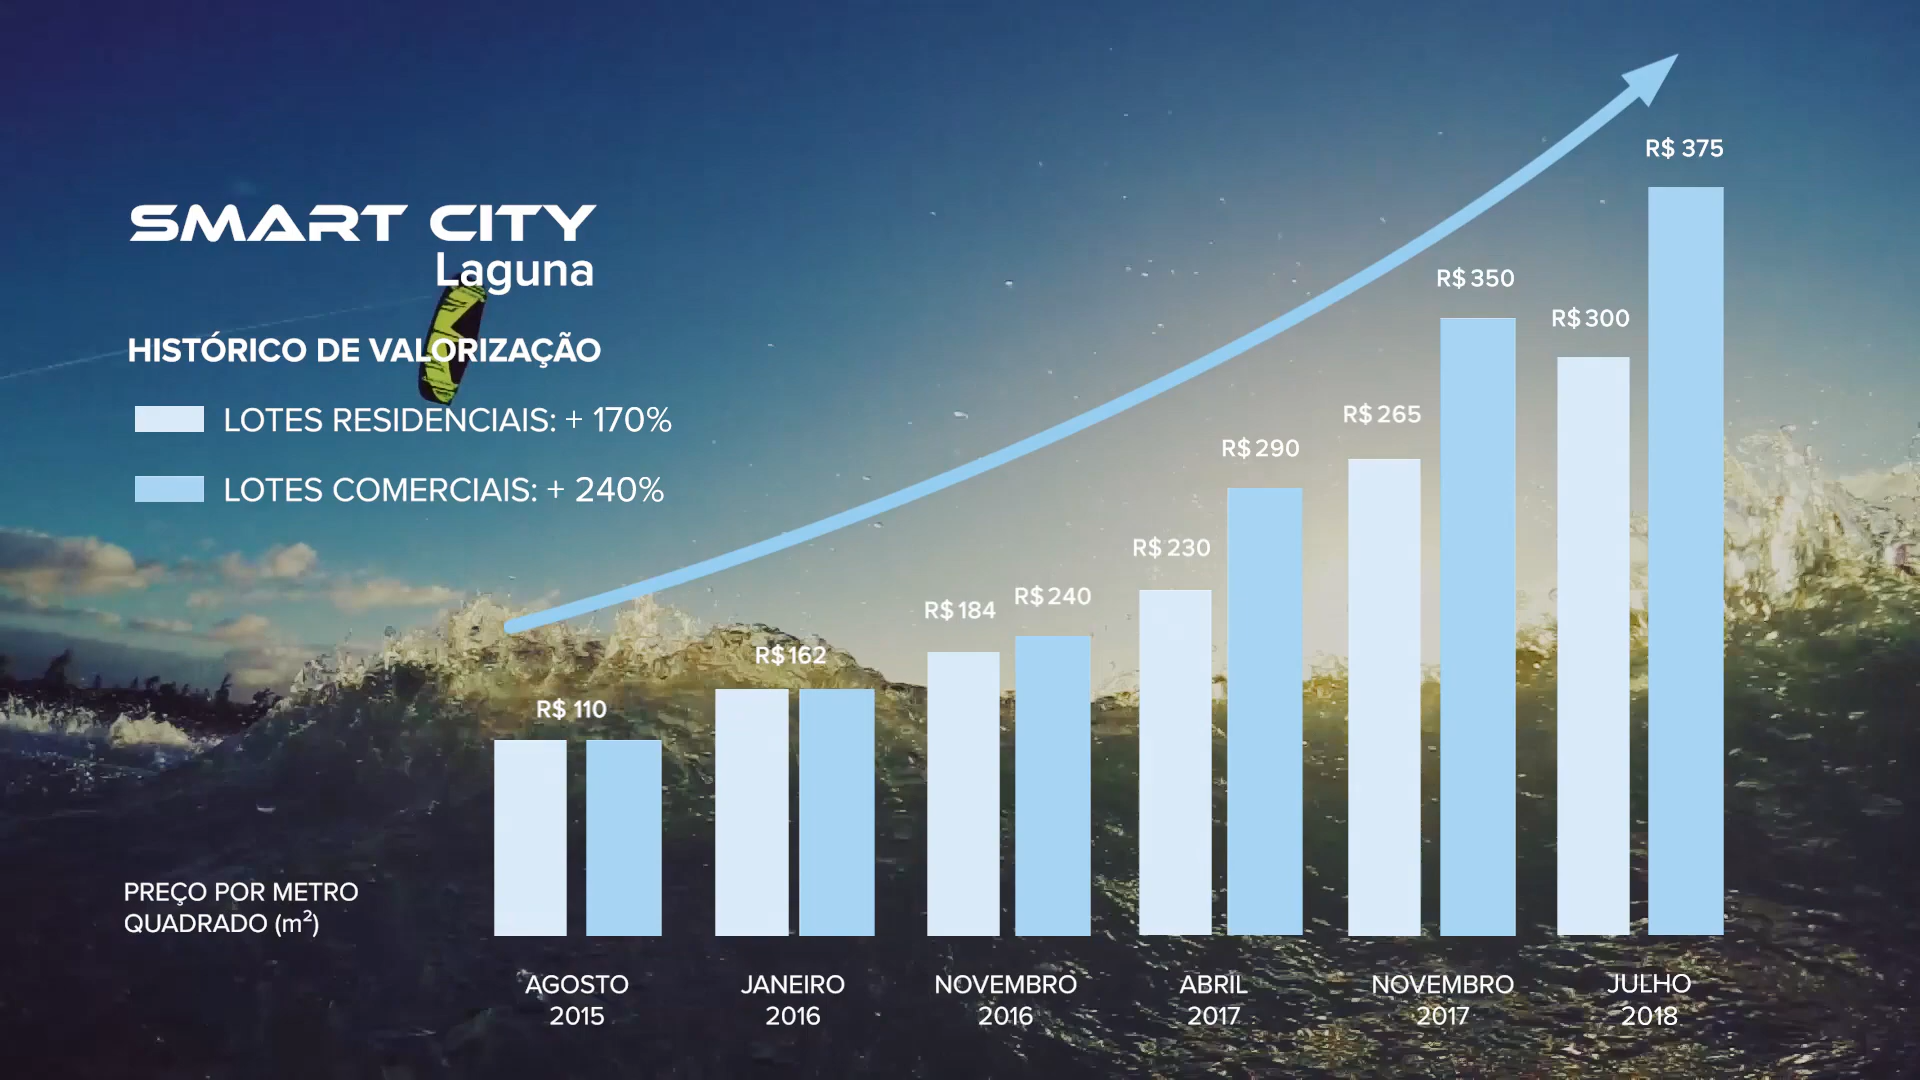 SMART CITY
Laguna
HISTÓRICO DE VALORIZAÇÃO
LOTES RESIDENCIAIS: + 170%
LOTES COMERCIAIS: + 240%
R$ 110
R$ 162
R$ 184
R$ 240
R$ 230
R$ 290
R$ 265
R$ 350
R$ 300
R$ 375
PREÇO POR METRO
QUADRADO (m²)
AGOSTO
2015
JANEIRO
2016
NOVEMBRO
2016
ABRIL
2017
NOVEMBRO
2017
JULHO
2018